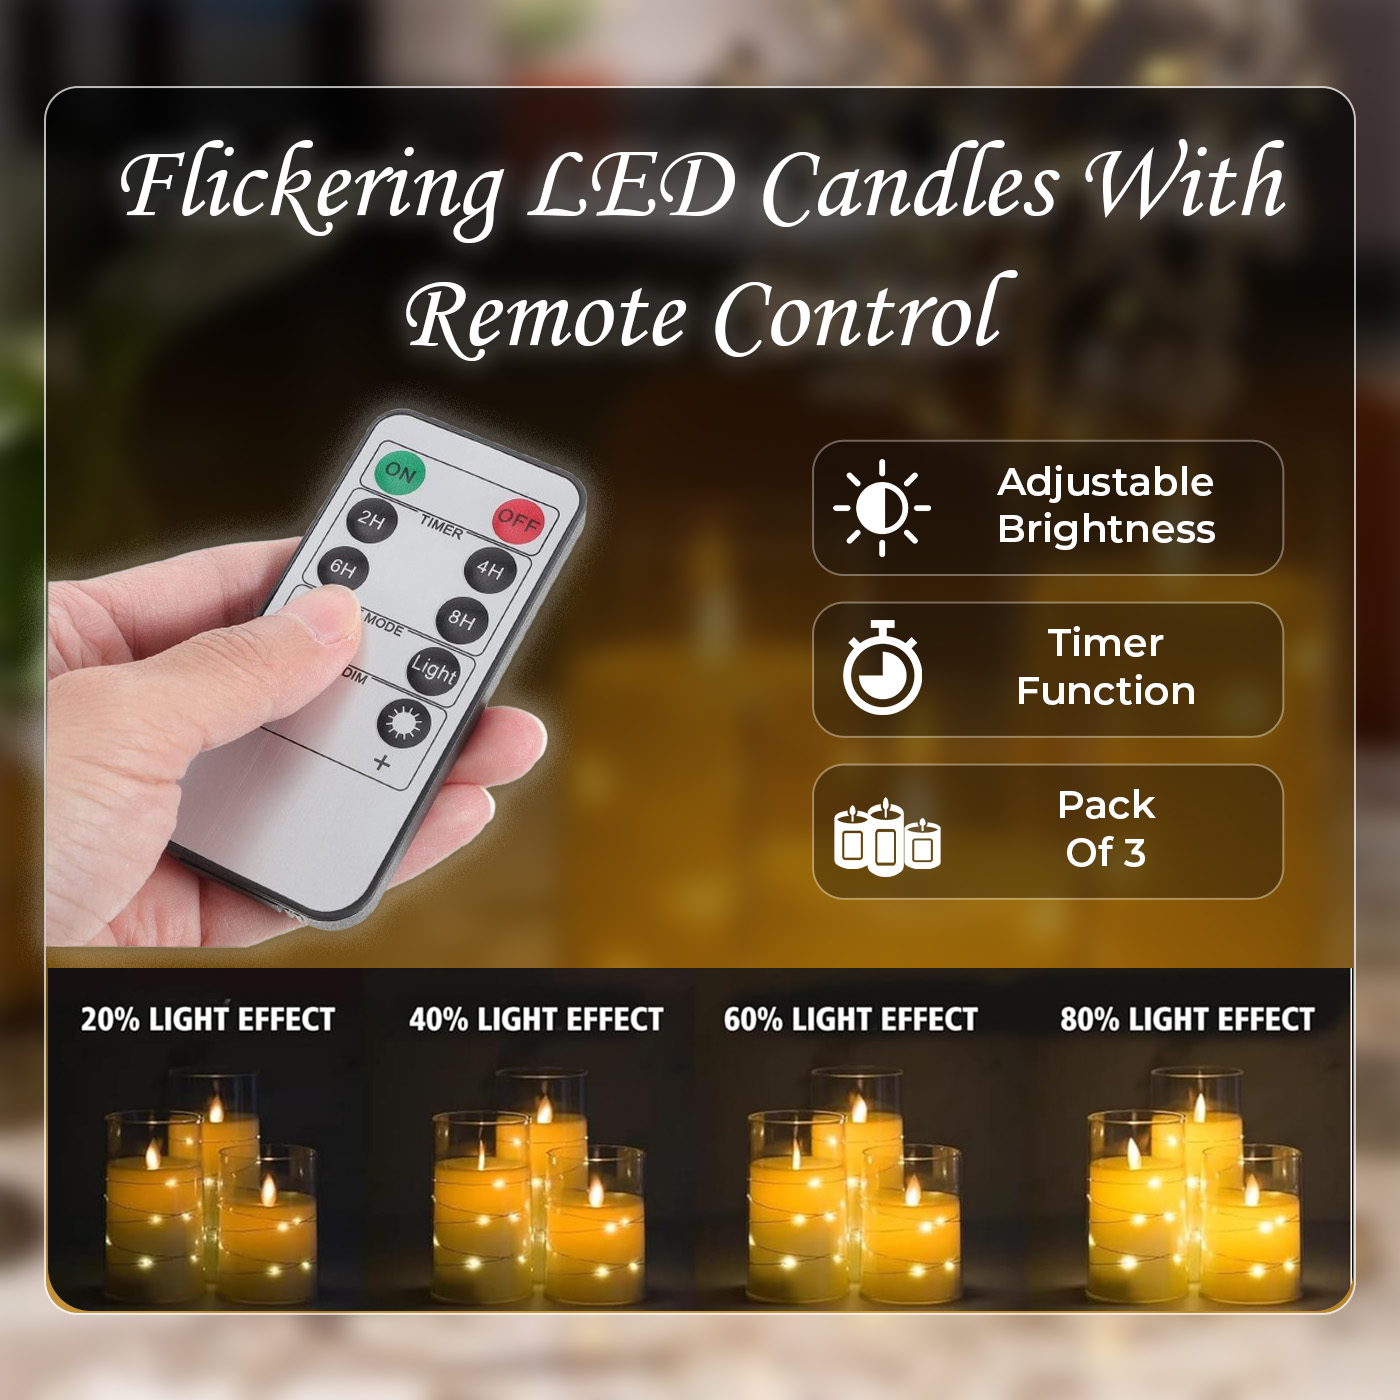 Flickering LED Candles With
Remote Control
ON
OFF
TIMER
2H
4H
6H
8H
MODE
Light
DIM
+
Adjustable
Brightness
Timer
Function
Pack
Of 3
20% LIGHT EFFECT
40% LIGHT EFFECT
60% LIGHT EFFECT
80% LIGHT EFFECT